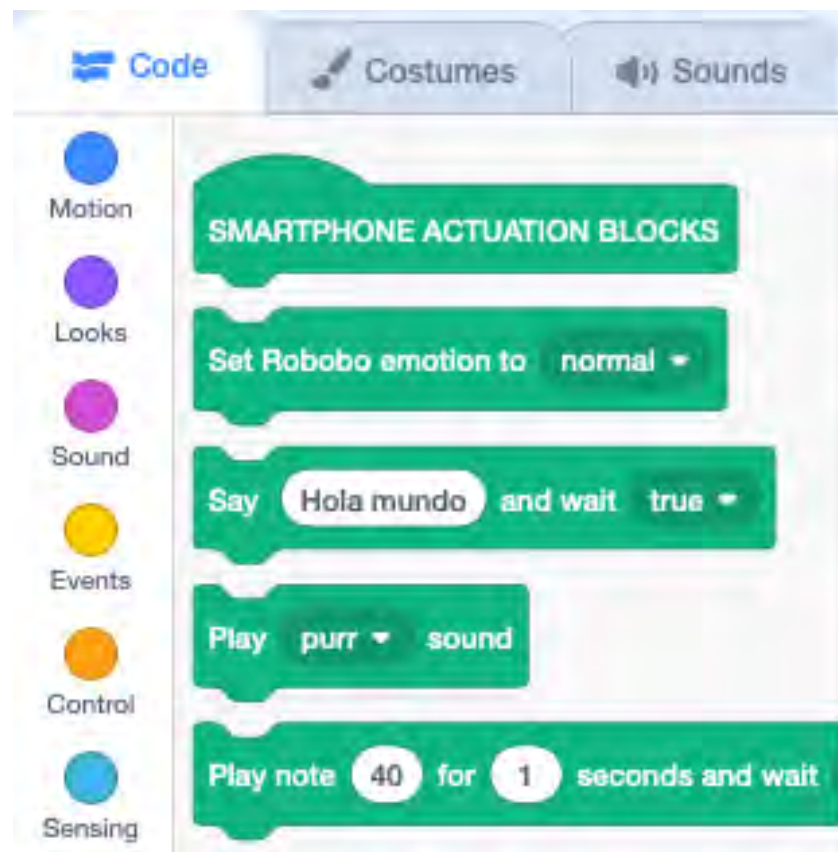 Code Costumes Sounds
Motion
Looks
Sound
Events
Control
Sensing
SMARTPHONE ACTUATION BLOCKS
Set Robobo emotion to normal
Say Hola mundo and wait true
Play purr sound
Play note 40 for 1 seconds and wait